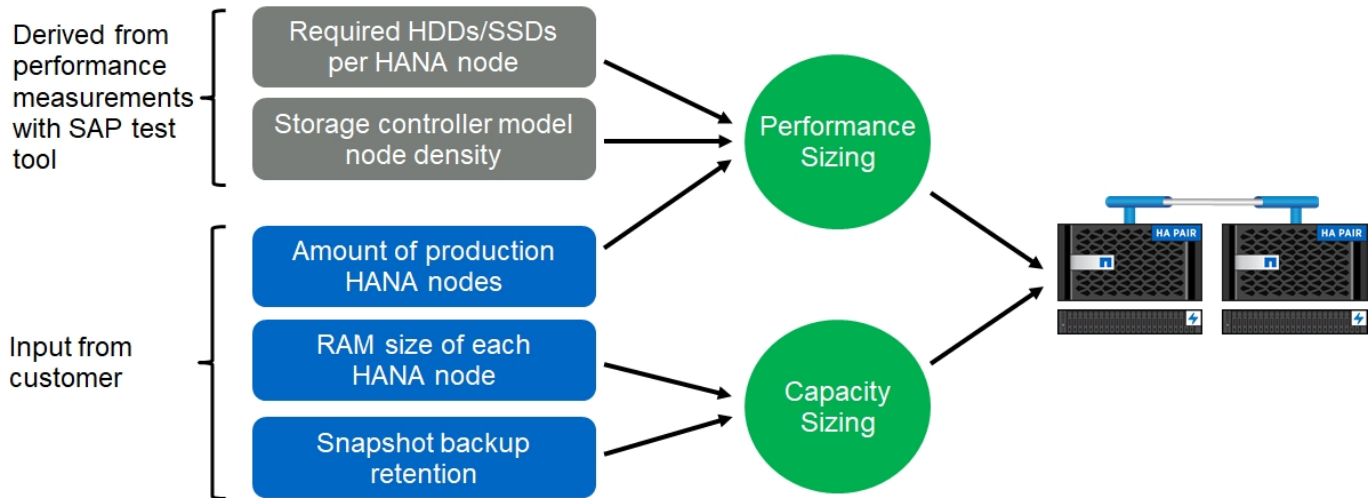 Derived from
performance
measurements
with SAP test
tool
Required HDDs/SSDs
per HANA node
Storage controller model
node density
Performance
Sizing
Input from
customer
Amount of production
HANA nodes
RAM size of each
HANA node
Snapshot backup
retention
Capacity
Sizing
HA PAIR
HA PAIR